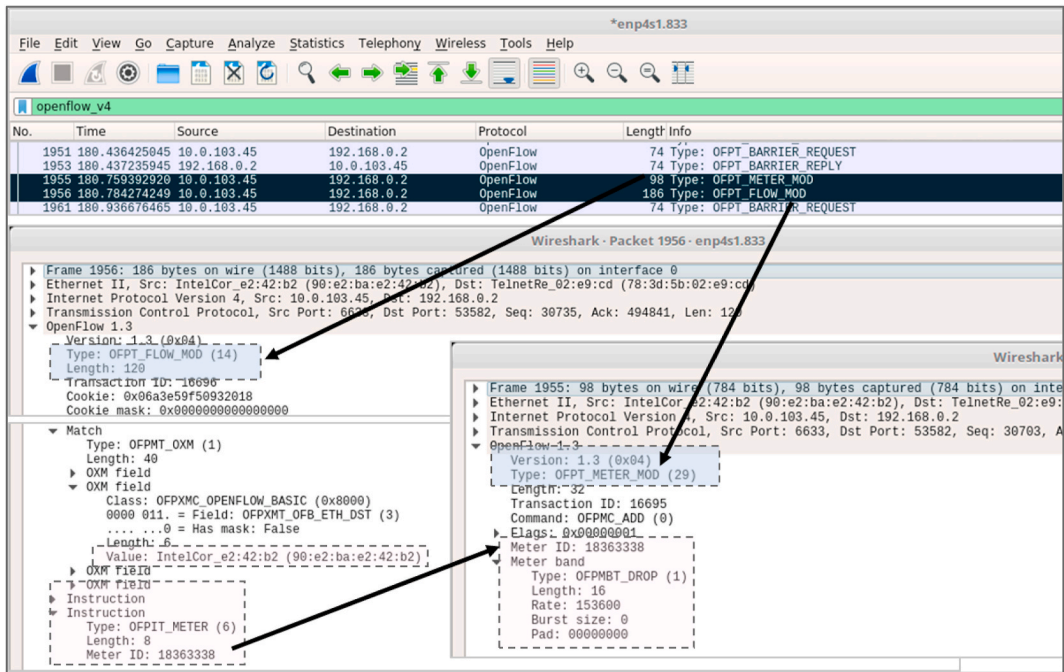 *enp4s1.833
File Edit View Go Capture Analyze Statistics Telephony Wireless Tools Help
openflow_v4
No. Time Source Destination Protocol Length Info
1951 180.436425045 10.0.103.45 192.168.0.2 OpenFlow 74 Type: OFPT_BARRIER_REQUEST
1953 180.437235945 192.168.0.2 10.0.103.45 OpenFlow 74 Type: OFPT_BARRIER_REPLY
1955 180.759392920 10.0.103.45 192.168.0.2 OpenFlow 98 Type: OFPT_METER_MOD
1956 180.784274249 10.0.103.45 192.168.0.2 OpenFlow 186 Type: OFPT_FLOW_MOD
1961 180.936676465 10.0.103.45 192.168.0.2 OpenFlow 74 Type: OFPT_BARRIER_REQUEST
Wireshark · Packet 1956 · enp4s1.833
Frame 1956: 186 bytes on wire (1488 bits), 186 bytes captured (1488 bits) on interface 0
Ethernet II, Src: IntelCor_e2:42:b2 (90:e2:ba:e2:42:b2), Dst: TelnetRe_02:e9:cd (78:3d:5b:02:e9:cd)
Internet Protocol Version 4, Src: 10.0.103.45, Dst: 192.168.0.2
Transmission Control Protocol, Src Port: 6633, Dst Port: 53582, Seq: 30735, Ack: 494841, Len: 120
OpenFlow 1.3
Version: 1.3 (0x04)
Type: OFPT_FLOW_MOD (14)
Length: 120
Transaction ID: 16696
Cookie: 0x06a3e59f50932018
Cookie mask: 0x0000000000000000
Match
Type: OFPMT_OXM (1)
Length: 40
OXM field
OXM field
Class: OFPXMC_OPENFLOW_BASIC (0x8000)
0000 011. = Field: OFPXMT_OFB_ETH_DST (3)
.... ...0 = Has mask: False
Length: 6
Value: IntelCor_e2:42:b2 (90:e2:ba:e2:42:b2)
OXM field
OXM field
Instruction
Instruction
Type: OFPIT_METER (6)
Length: 8
Meter ID: 18363338
Wireshark
Frame 1955: 98 bytes on wire (784 bits), 98 bytes captured (784 bits) on inte
Ethernet II, Src: IntelCor_e2:42:b2 (90:e2:ba:e2:42:b2), Dst: TelnetRe_02:e9:
Internet Protocol Version 4, Src: 10.0.103.45, Dst: 192.168.0.2
Transmission Control Protocol, Src Port: 6633, Dst Port: 53582, Seq: 30703, A
OpenFlow 1.3
Version: 1.3 (0x04)
Type: OFPT_METER_MOD (29)
Length: 32
Transaction ID: 16695
Command: OFPMC_ADD (0)
Flags: 0x00000001
Meter ID: 18363338
Meter band
Type: OFPMBT_DROP (1)
Length: 16
Rate: 153600
Burst size: 0
Pad: 00000000